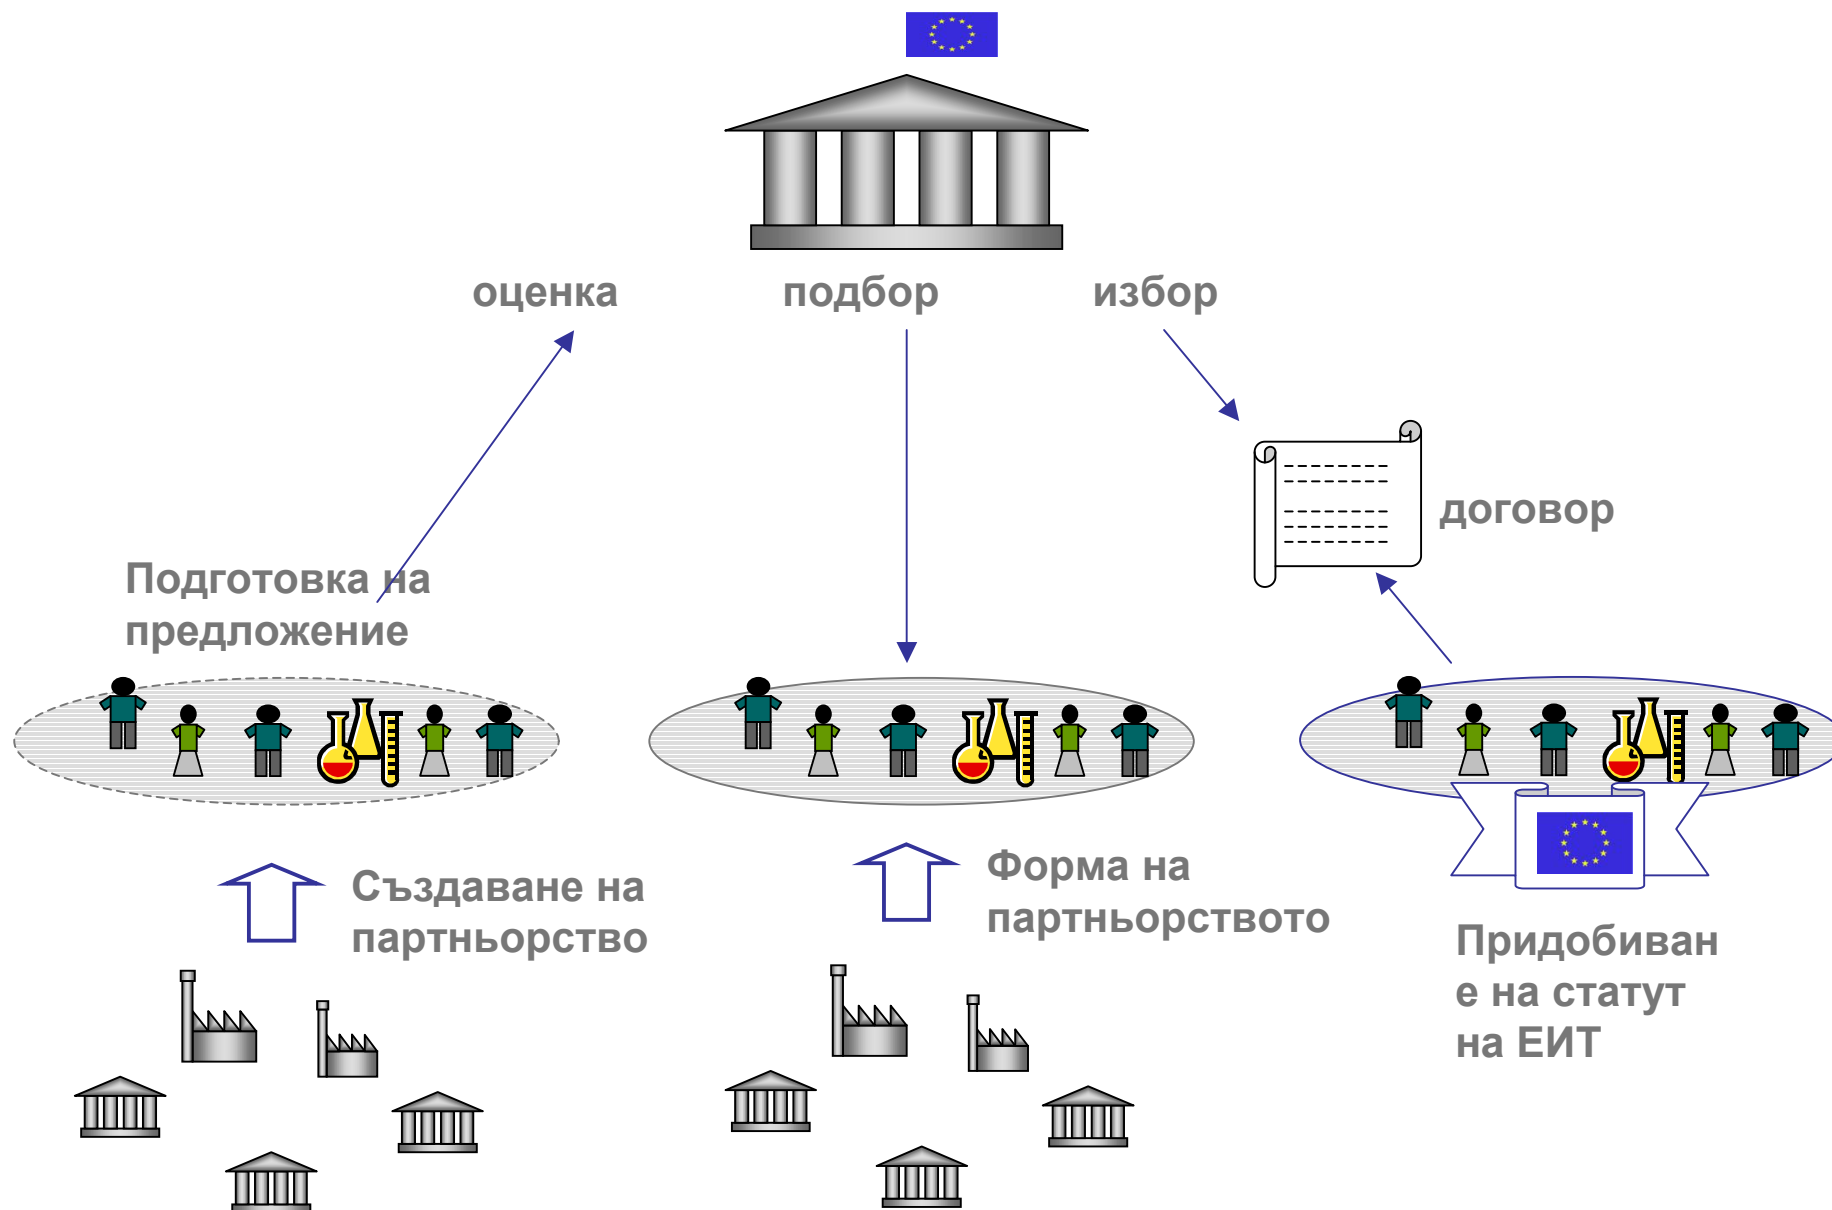 оценка
подбор
избор
договор
Подготовка на
предложение
Създаване на
партньорство
Форма на
партньорството
Придобиван
е на статут
на ЕИТ